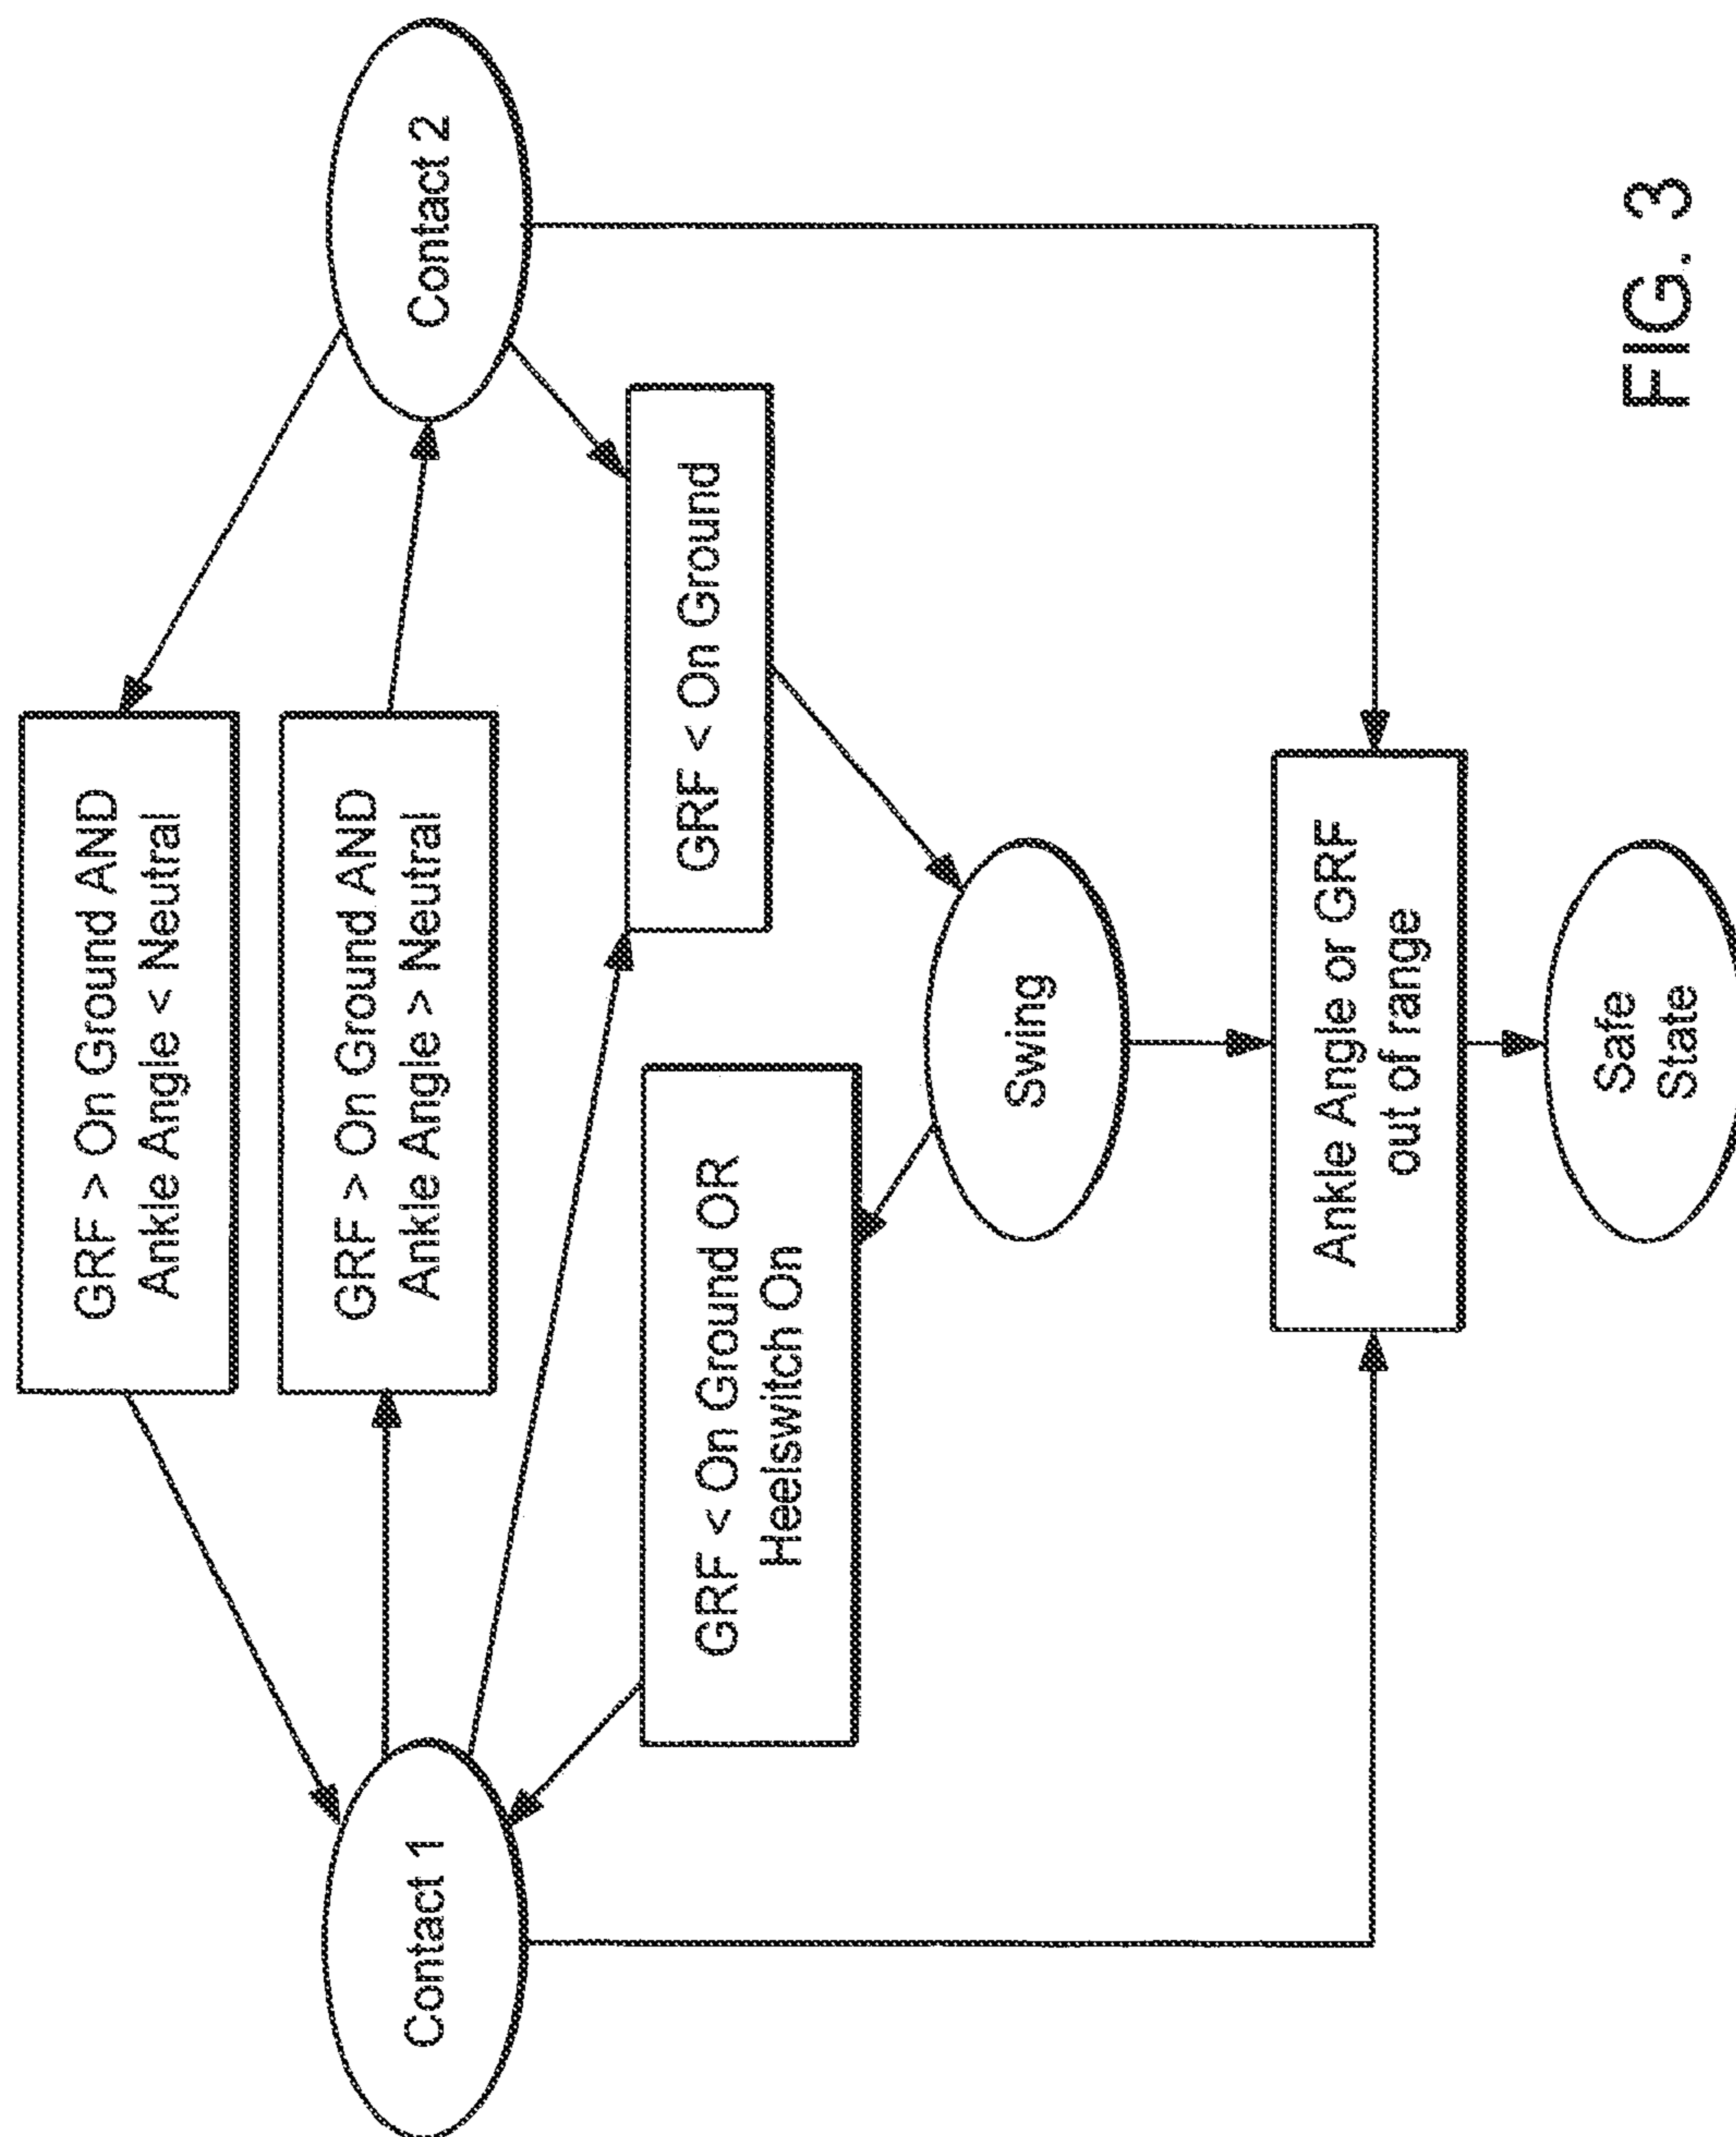 GRF > On Ground AND
Ankle Angle < Neutral
GRF > On Ground AND
Ankle Angle > Neutral
Contact 1
Contact 2
GRF < On Ground OR
Heelswitch On
GRF < On Ground
Swing
Ankle Angle or GRF
out of range
Safe
State
FIG. 3